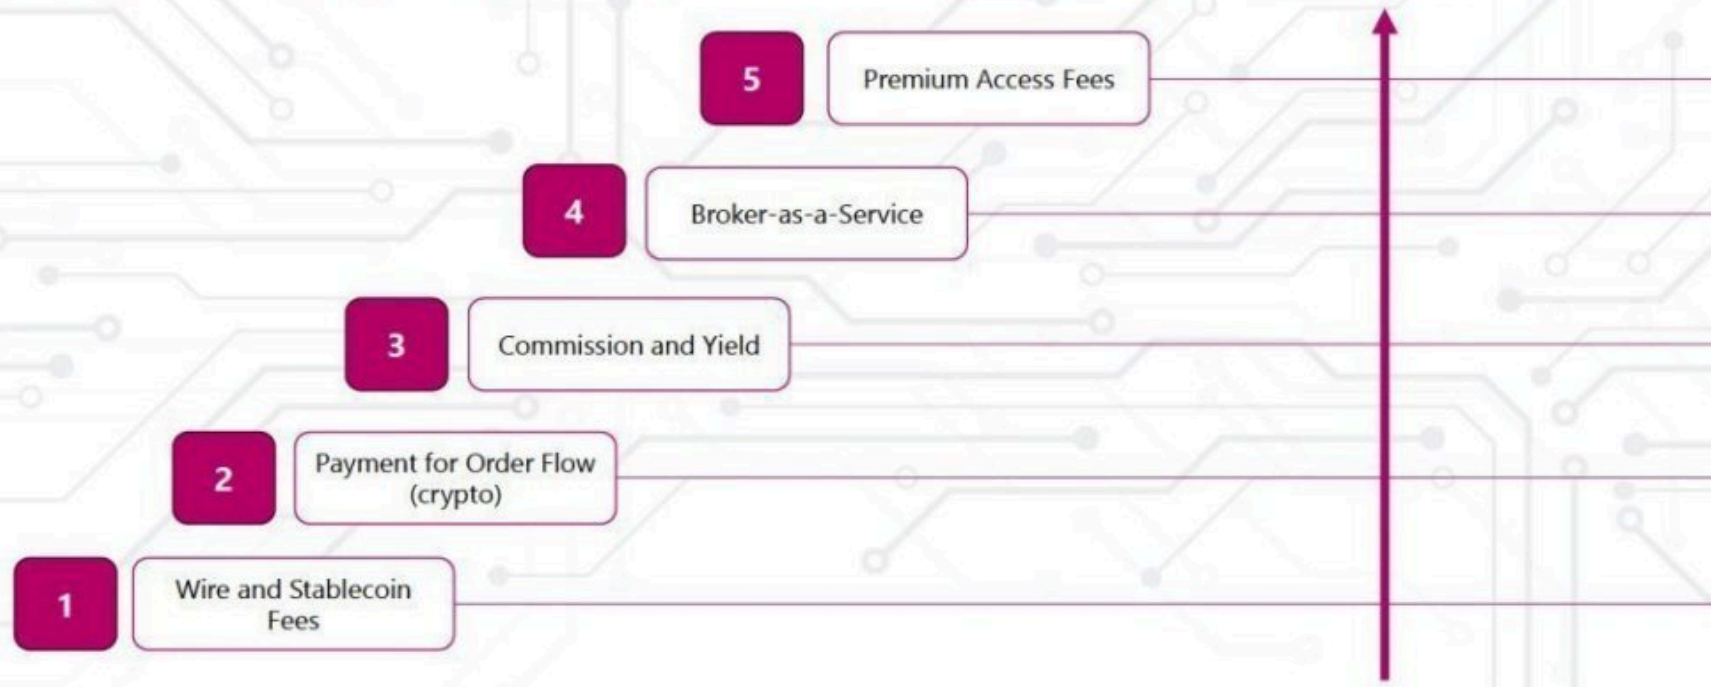 5
Premium Access Fees
4
Broker-as-a-Service
3
Commission and Yield
2
Payment for Order Flow
(crypto)
1
Wire and Stablecoin
Fees